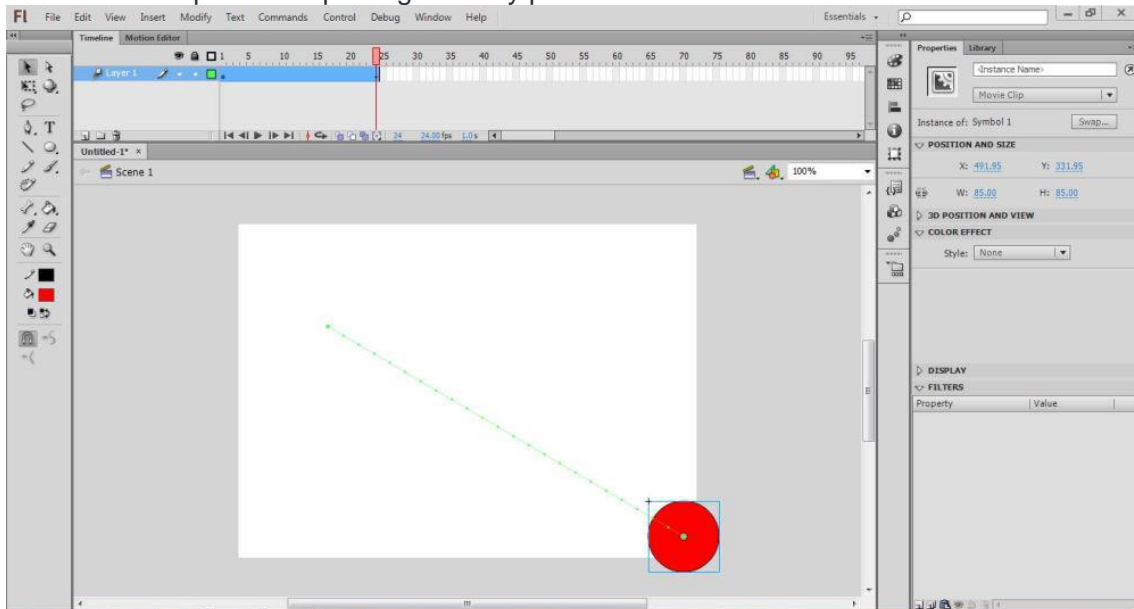 Fl File Edit View Insert Modify Text Commands Control Debug Window Help Essentials
Timeline Motion Editor
1 5 10 15 20 25 30 35 40 45 50 55 60 65 70 75 80 85 90 95
Layer 1
24 24.00 fps 1.0 s
Untitled-1* ×
Scene 1 100%
Properties Library
<Instance Name>
Movie Clip
Instance of: Symbol 1 Swap...
POSITION AND SIZE
X: 491.95 Y: 331.95
W: 85.00 H: 85.00
3D POSITION AND VIEW
COLOR EFFECT
Style: None
DISPLAY
FILTERS
Property Value